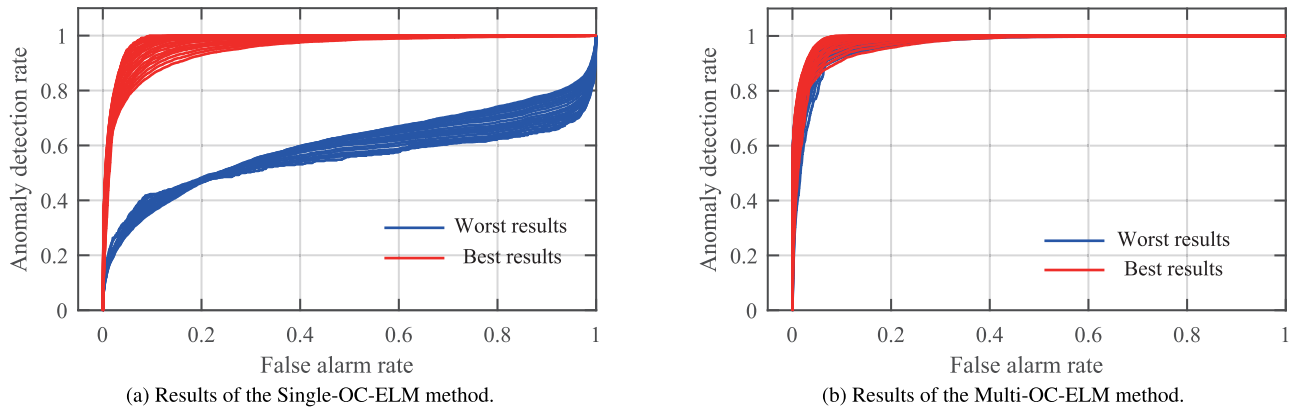 Anomaly detection rate
1
0.8
0.6
0.4
0.2
0
Worst results
Best results
0 0.2 0.4 0.6 0.8 1
False alarm rate
(a) Results of the Single-OC-ELM method.
Anomaly detection rate
1
0.8
0.6
0.4
0.2
0
Worst results
Best results
0 0.2 0.4 0.6 0.8 1
False alarm rate
(b) Results of the Multi-OC-ELM method.